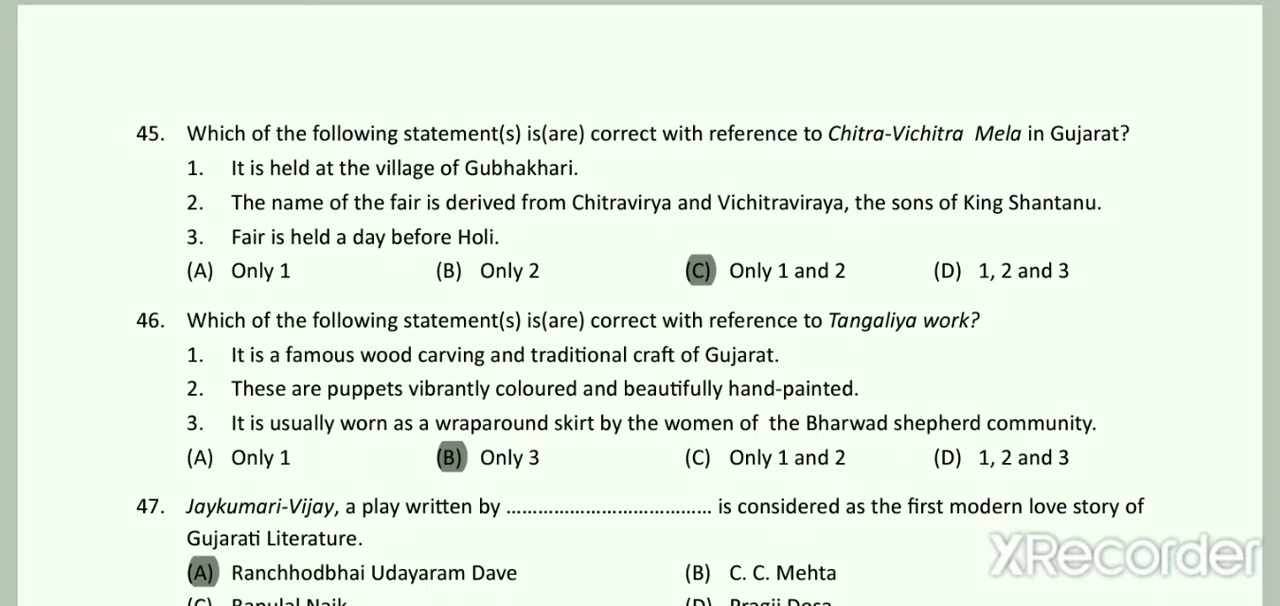 45. Which of the following statement(s) is(are) correct with reference to Chitra-Vichitra Mela in Gujarat?
1. It is held at the village of Gubhakhari.
2. The name of the fair is derived from Chitravirya and Vichitraviraya, the sons of King Shantanu.
3. Fair is held a day before Holi.
(A) Only 1 (B) Only 2 (C) Only 1 and 2 (D) 1, 2 and 3
46. Which of the following statement(s) is(are) correct with reference to Tangaliya work?
1. It is a famous wood carving and traditional craft of Gujarat.
2. These are puppets vibrantly coloured and beautifully hand-painted.
3. It is usually worn as a wraparound skirt by the women of the Bharwad shepherd community.
(A) Only 1 (B) Only 3 (C) Only 1 and 2 (D) 1, 2 and 3
47. Jaykumari-Vijay, a play written by ...................................... is considered as the first modern love story of
Gujarati Literature.
(A) Ranchhodbhai Udayaram Dave (B) C. C. Mehta
(C) Bapulal Naik (D) Pragji Dosa
XRecorder